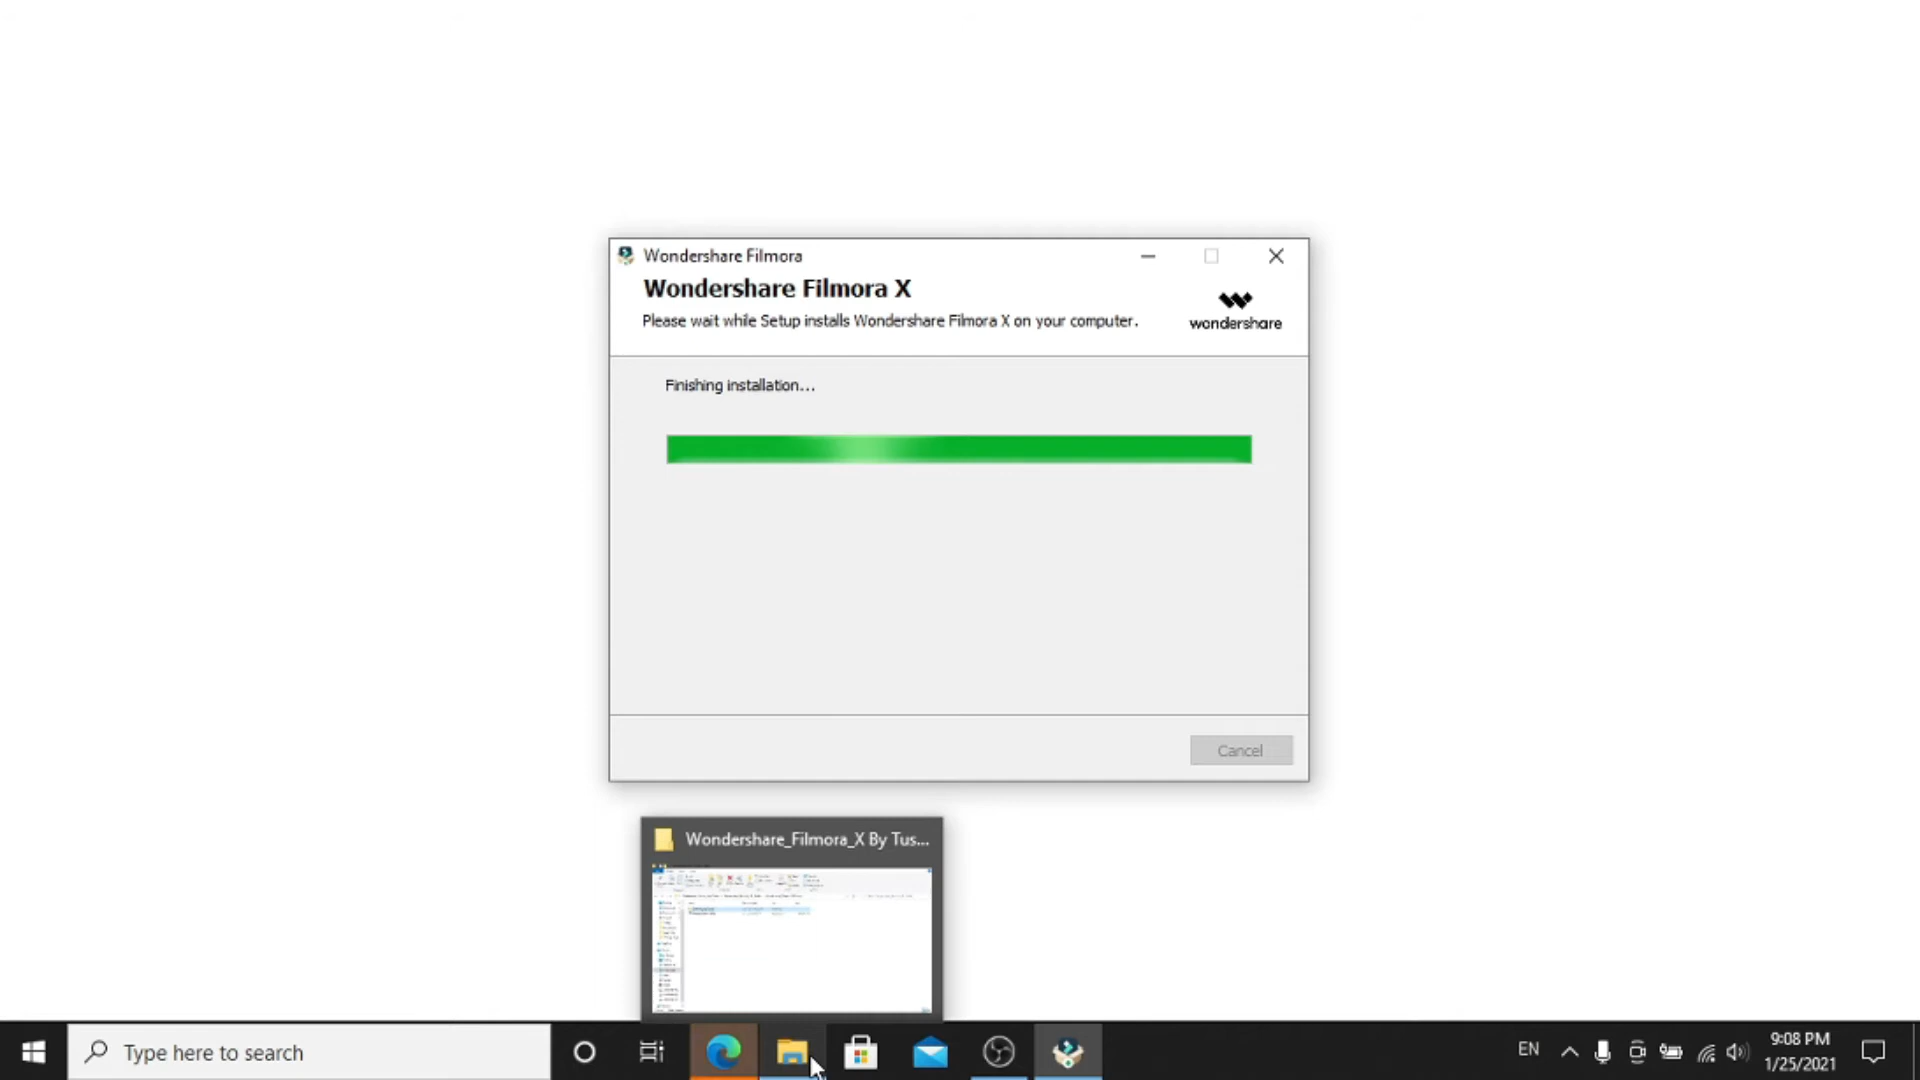 Wondershare Filmora
Wondershare Filmora X
Please wait while Setup installs Wondershare Filmora X on your computer.
wondershare
Finishing installation...
Cancel
Wondershare_Filmora_X By Tus...
Type here to search
EN
9:08 PM
1/25/2021